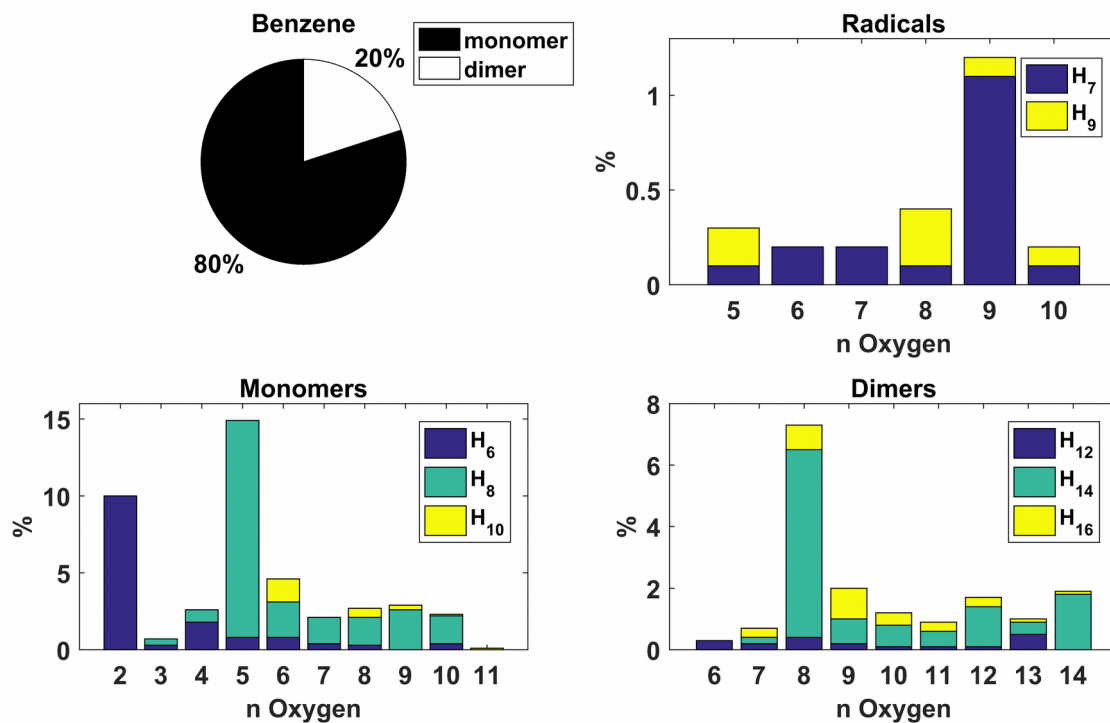 Benzene
monomer
dimer
20%
80%
Radicals
H7
H9
1
0.5
0
%
5 6 7 8 9 10
n Oxygen
Monomers
H6
H8
H10
15
10
5
0
%
2 3 4 5 6 7 8 9 10 11
n Oxygen
Dimers
H12
H14
H16
8
6
4
2
0
%
6 7 8 9 10 11 12 13 14
n Oxygen